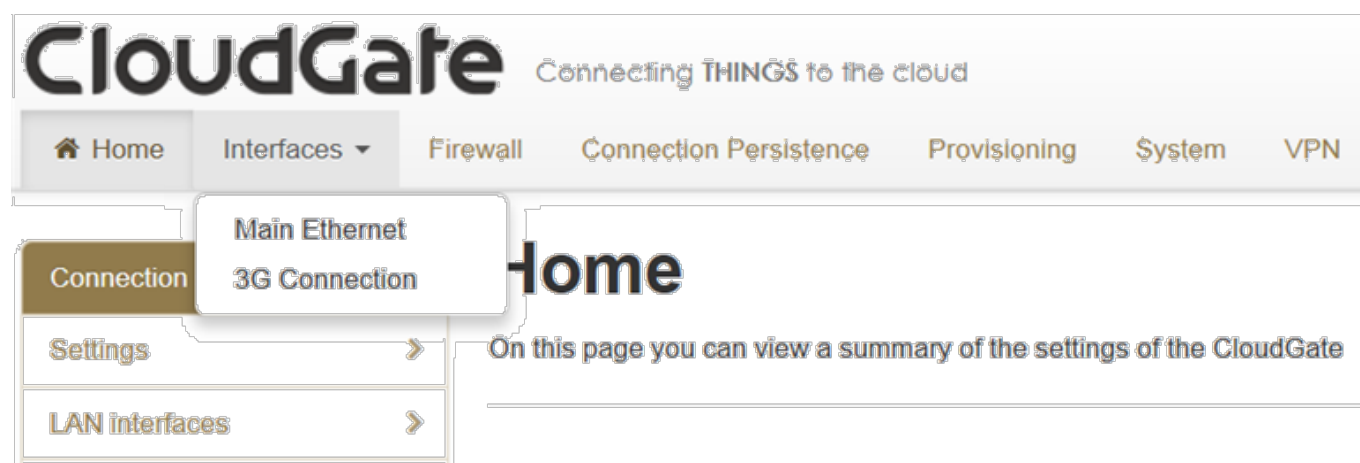 CloudGate Connecting THINGS to the cloud
Home Interfaces Firewall Connection Persistence Provisioning System VPN
Main Ethernet
3G Connection
Connection
Settings
LAN interfaces
Home
On this page you can view a summary of the settings of the CloudGate